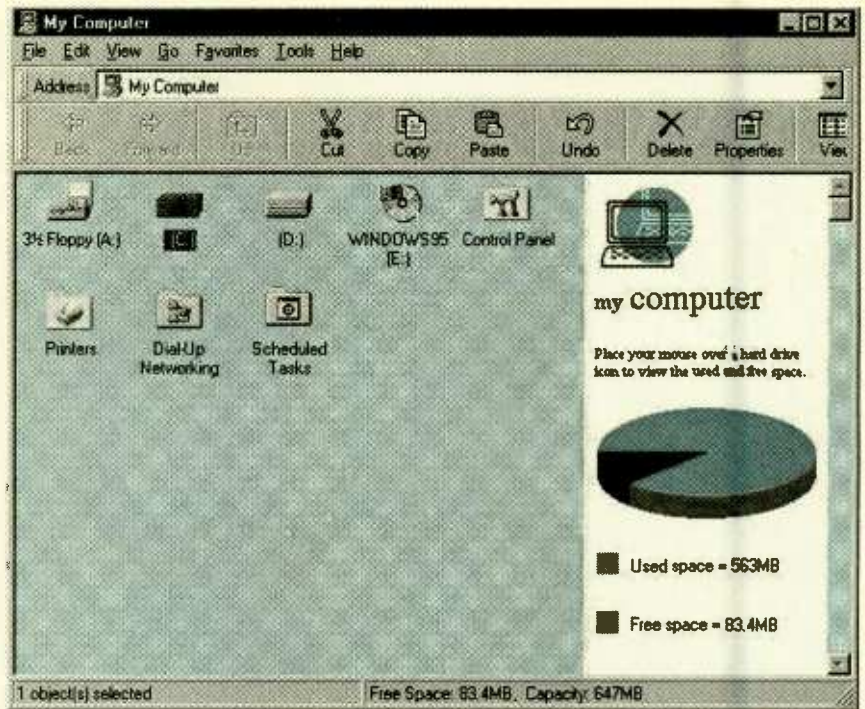 My Computer
File Edit View Go Favorites Tools Help
Address My Computer
Back Forward Up Cut Copy Paste Undo Delete Properties View
3½ Floppy (A:) (C:) (D:) WINDOWS95 (E:) Control Panel
Printers Dial-Up Networking Scheduled Tasks
my computer
Place your mouse over a hard drive
icon to view the used and free space.
Used space = 563MB
Free space = 83.4MB
1 object(s) selected Free Space: 83.4MB, Capacity: 647MB